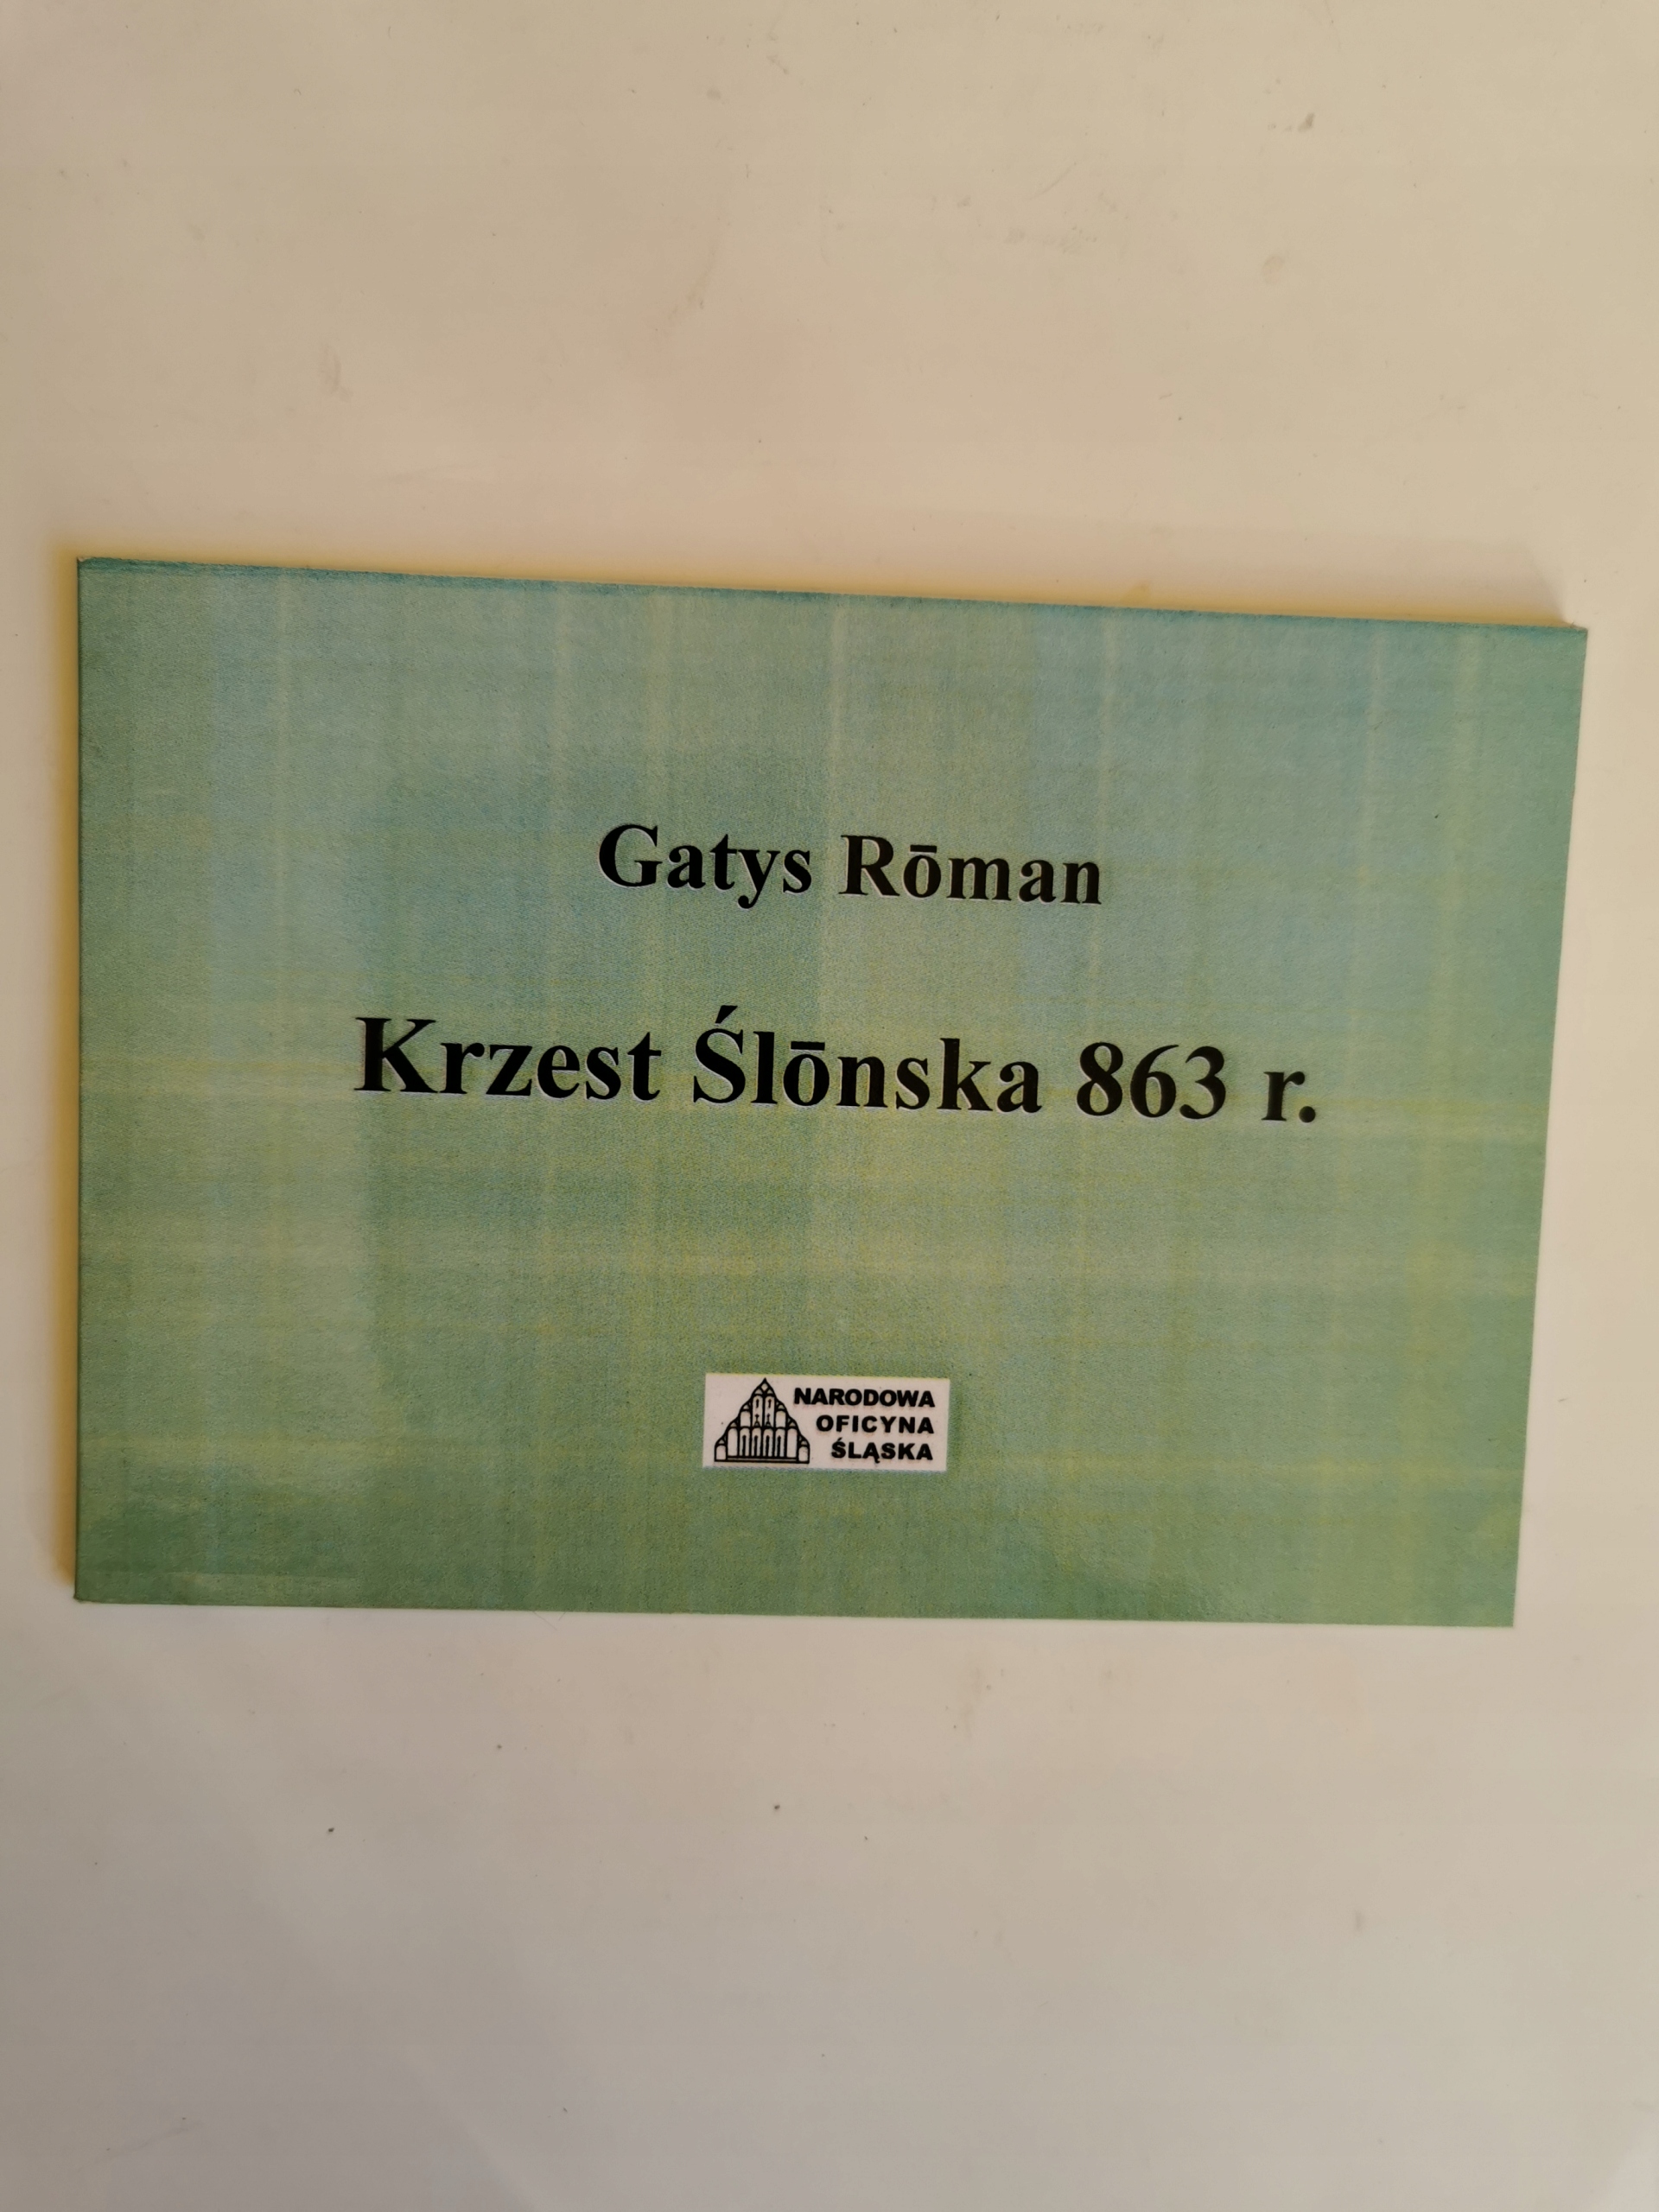 Gatys Rōman
Krzest Ślōnska 863 r.
NARODOWA
OFICYNA
ŚLĄSKA